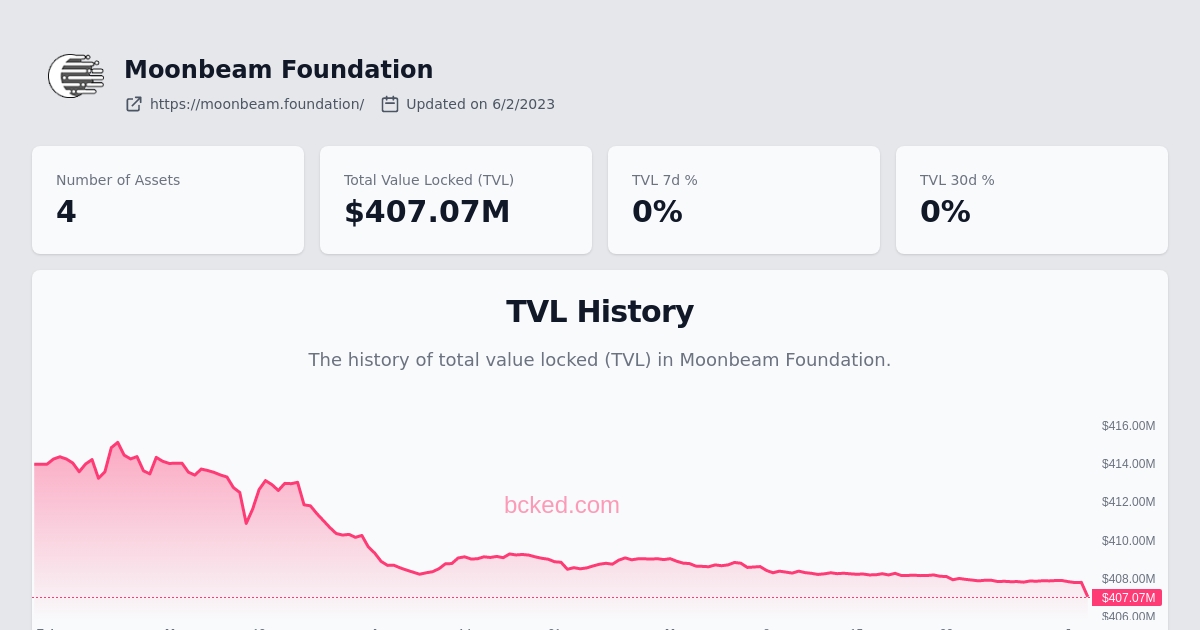 Moonbeam Foundation
https://moonbeam.foundation/ Updated on 6/2/2023
Number of Assets
4
Total Value Locked (TVL)
$407.07M
TVL 7d %
0%
TVL 30d %
0%
TVL History
The history of total value locked (TVL) in Moonbeam Foundation.
bcked.com
$416.00M
$414.00M
$412.00M
$410.00M
$408.00M
$407.07M
$406.00M